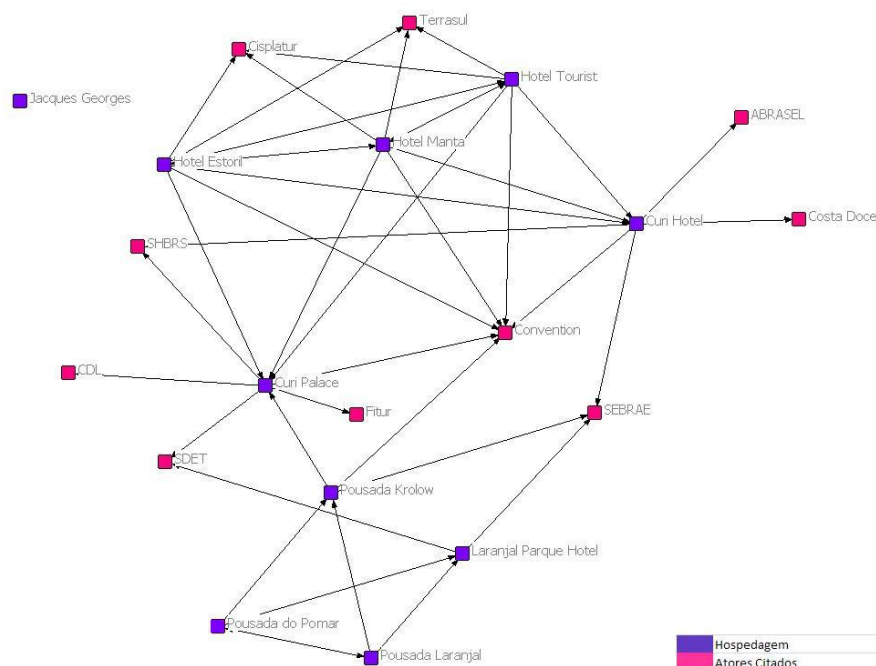 Terrasul
Cisplatur
Hotel Tourist
Jacques Georges
ABRASEL
Hotel Manta
Hotel Estoril
Costa Doce
Curi Hotel
SHBRS
Convention
CDL
Curi Palace
Fitur
SEBRAE
SDET
Pousada Krolow
Laranjal Parque Hotel
Pousada do Pomar
Pousada Laranjal
Hospedagem
Atores Citados